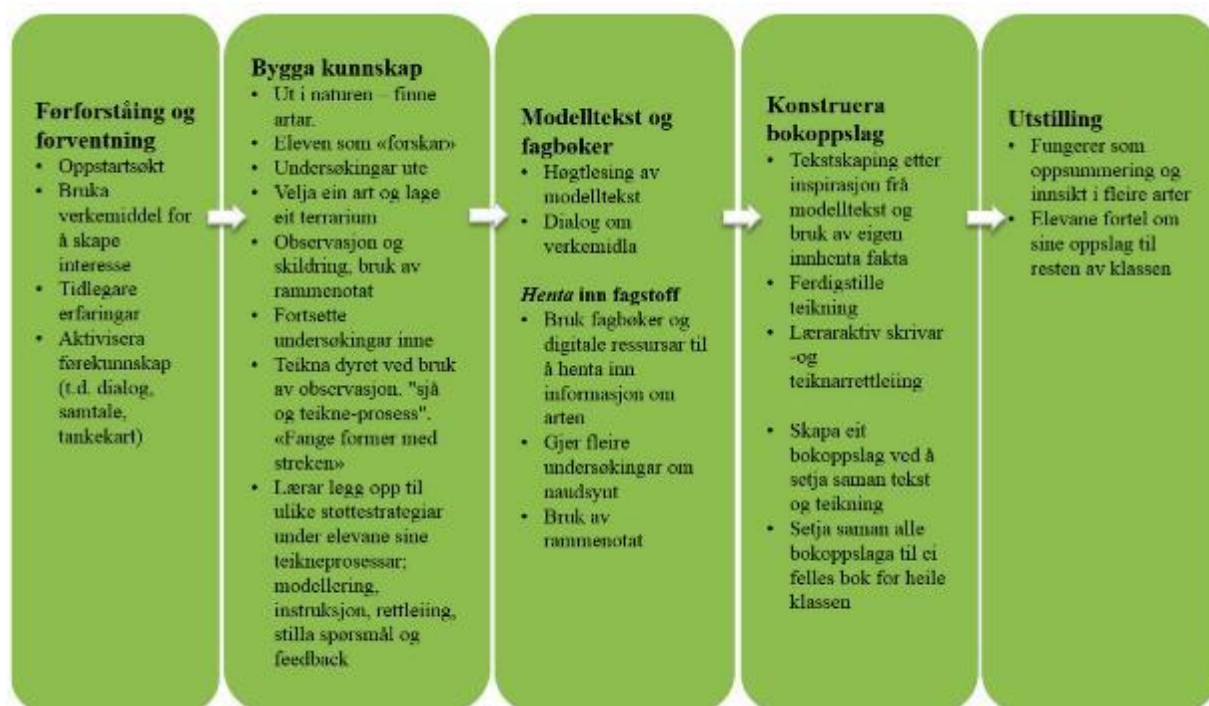 Førforståing og
forventning
• Oppstartsøkt
• Bruka
verkemiddel for
å skape
interesse
• Tidlegare
erfaringar
• Aktivisera
førekunnskap
(t.d. dialog,
samtale,
tankekart)
Bygga kunnskap
• Ut i naturen – finne
artar.
• Eleven som «forskar»
• Undersøkingar ute
• Velja ein art og lage
eit terrarium
• Observasjon og
skildring, bruk av
rammenotat
• Fortsette
undersøkingar inne
• Teikna dyret ved bruk
av observasjon. "sjå
og teikne-prosess".
«Fange former med
streken»
• Lærar legg opp til
ulike støttestrategiar
under elevane sine
teikneprosessar;
modellering,
instruksjon, rettleiing,
stilla spørsmål og
feedback
Modelltekst og
fagbøker
• Høgtlesing av
modelltekst
• Dialog om
verkemidla
Henta inn fagstoff
• Bruk fagbøker og
digitale ressursar til
å henta inn
informasjon om
arten
• Gjer fleire
undersøkingar om
naudsynt
• Bruk av
rammenotat
Konstruera
bokoppslag
• Tekstskaping etter
inspirasjon frå
modelltekst og
bruk av eigen
innhenta fakta
• Ferdigstille
teikning
• Læraraktiv skrivar
-og
teiknarrettleiing
• Skapa eit
bokoppslag ved å
setja saman tekst
og teikning
• Setja saman alle
bokoppslaga til ei
felles bok for heile
klassen
Utstilling
• Fungerer som
oppsummering og
innsikt i fleire arter
• Elevane fortel om
sine oppslag til
resten av klassen